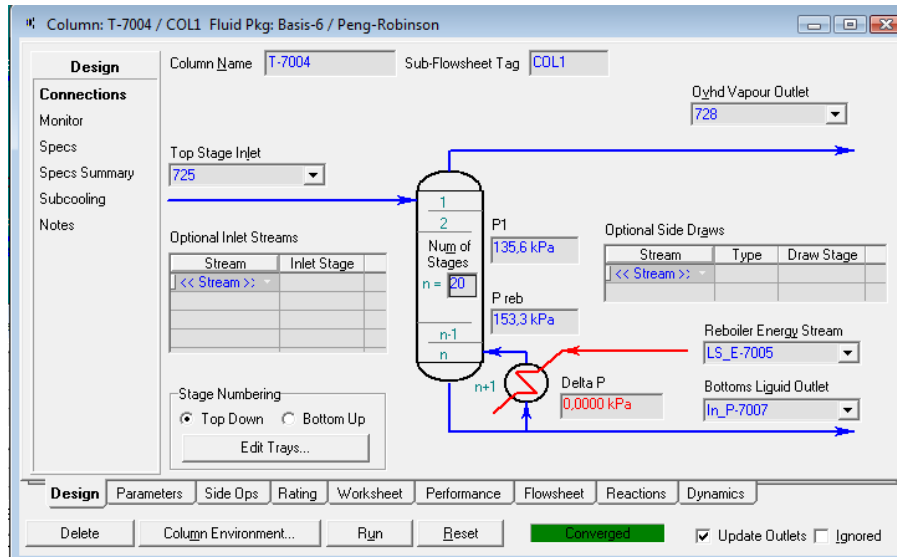 Column: T-7004 / COL1 Fluid Pkg: Basis-6 / Peng-Robinson
Design
Connections
Monitor
Specs
Specs Summary
Subcooling
Notes
Column Name T-7004 Sub-Flowsheet Tag COL1
Ovhd Vapour Outlet
728
Top Stage Inlet
725
Optional Inlet Streams
Stream Inlet Stage
<< Stream >>
1
2
Num of
Stages
n = 20
n-1
n
n+1
P1
135,6 kPa
P reb
153,3 kPa
Delta P
0,0000 kPa
Optional Side Draws
Stream Type Draw Stage
<< Stream >>
Reboiler Energy Stream
LS_E-7005
Bottoms Liquid Outlet
In_P-7007
Stage Numbering
Top Down Bottom Up
Edit Trays...
Design Parameters Side Ops Rating Worksheet Performance Flowsheet Reactions Dynamics
Delete Column Environment... Run Reset Converged Update Outlets Ignored